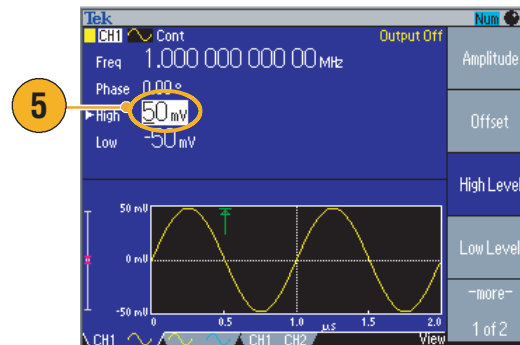 Tek
Num
CH1 Cont
Output Off
Freq 1.000 000 000 00 MHz
Phase 0.00 °
5
High 50 mV
Low -50 mV
Amplitude
Offset
High Level
Low Level
-more-
1 of 2
50 mV
0 mV
-50 mV
0 0.5 1.0 µs 1.5 2.0
CH1 CH1 CH2 View